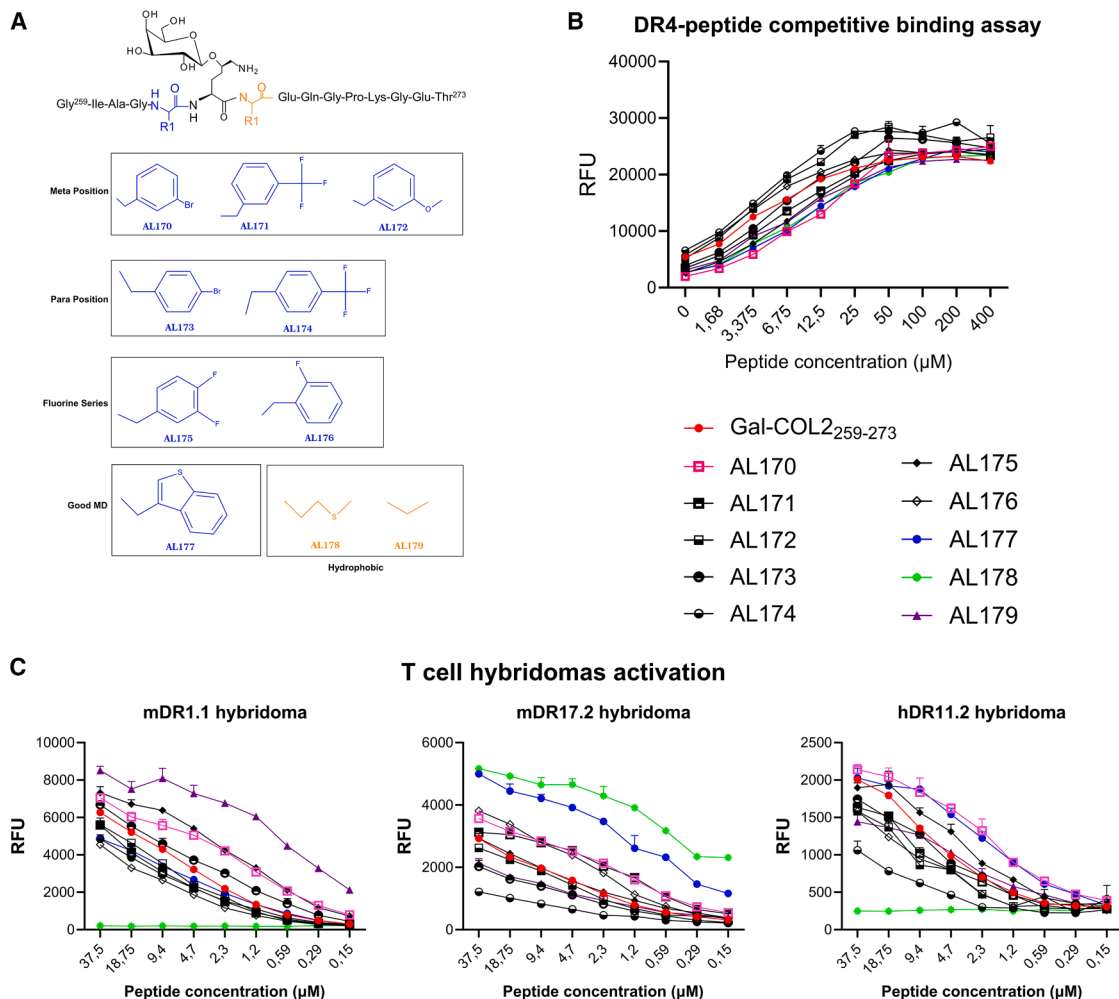 A
HO
OH
O
HO
OH
O
NH₂
Gly²⁵⁹-Ile-Ala-Gly
H
N
O
R1
N
H
O
N
O
R1
Glu-Gln-Gly-Pro-Lys-Gly-Glu-Thr²⁷³
Meta Position
Br
AL170
F
F
F
AL171
O
AL172
Para Position
Br
AL173
F
F
F
AL174
Fluorine Series
F
F
AL175
F
AL176
Good MD
S
AL177
S
AL178
AL179
Hydrophobic
B
DR4-peptide competitive binding assay
RFU
40000
30000
20000
10000
0
0 1,68 3,375 6,75 12,5 25 50 100 200 400
Peptide concentration (µM)
Gal-COL2₂₅₉₋₂₇₃
AL170
AL171
AL172
AL173
AL174
AL175
AL176
AL177
AL178
AL179
C
T cell hybridomas activation
mDR1.1 hybridoma
RFU
10000
8000
6000
4000
2000
0
37,5 18,75 9,4 4,7 2,3 1,2 0,59 0,29 0,15
Peptide concentration (µM)
mDR17.2 hybridoma
RFU
6000
4000
2000
0
37,5 18,75 9,4 4,7 2,3 1,2 0,59 0,29 0,15
Peptide concentration (µM)
hDR11.2 hybridoma
RFU
2500
2000
1500
1000
500
0
37,5 18,75 9,4 4,7 2,3 1,2 0,59 0,29 0,15
Peptide concentration (µM)